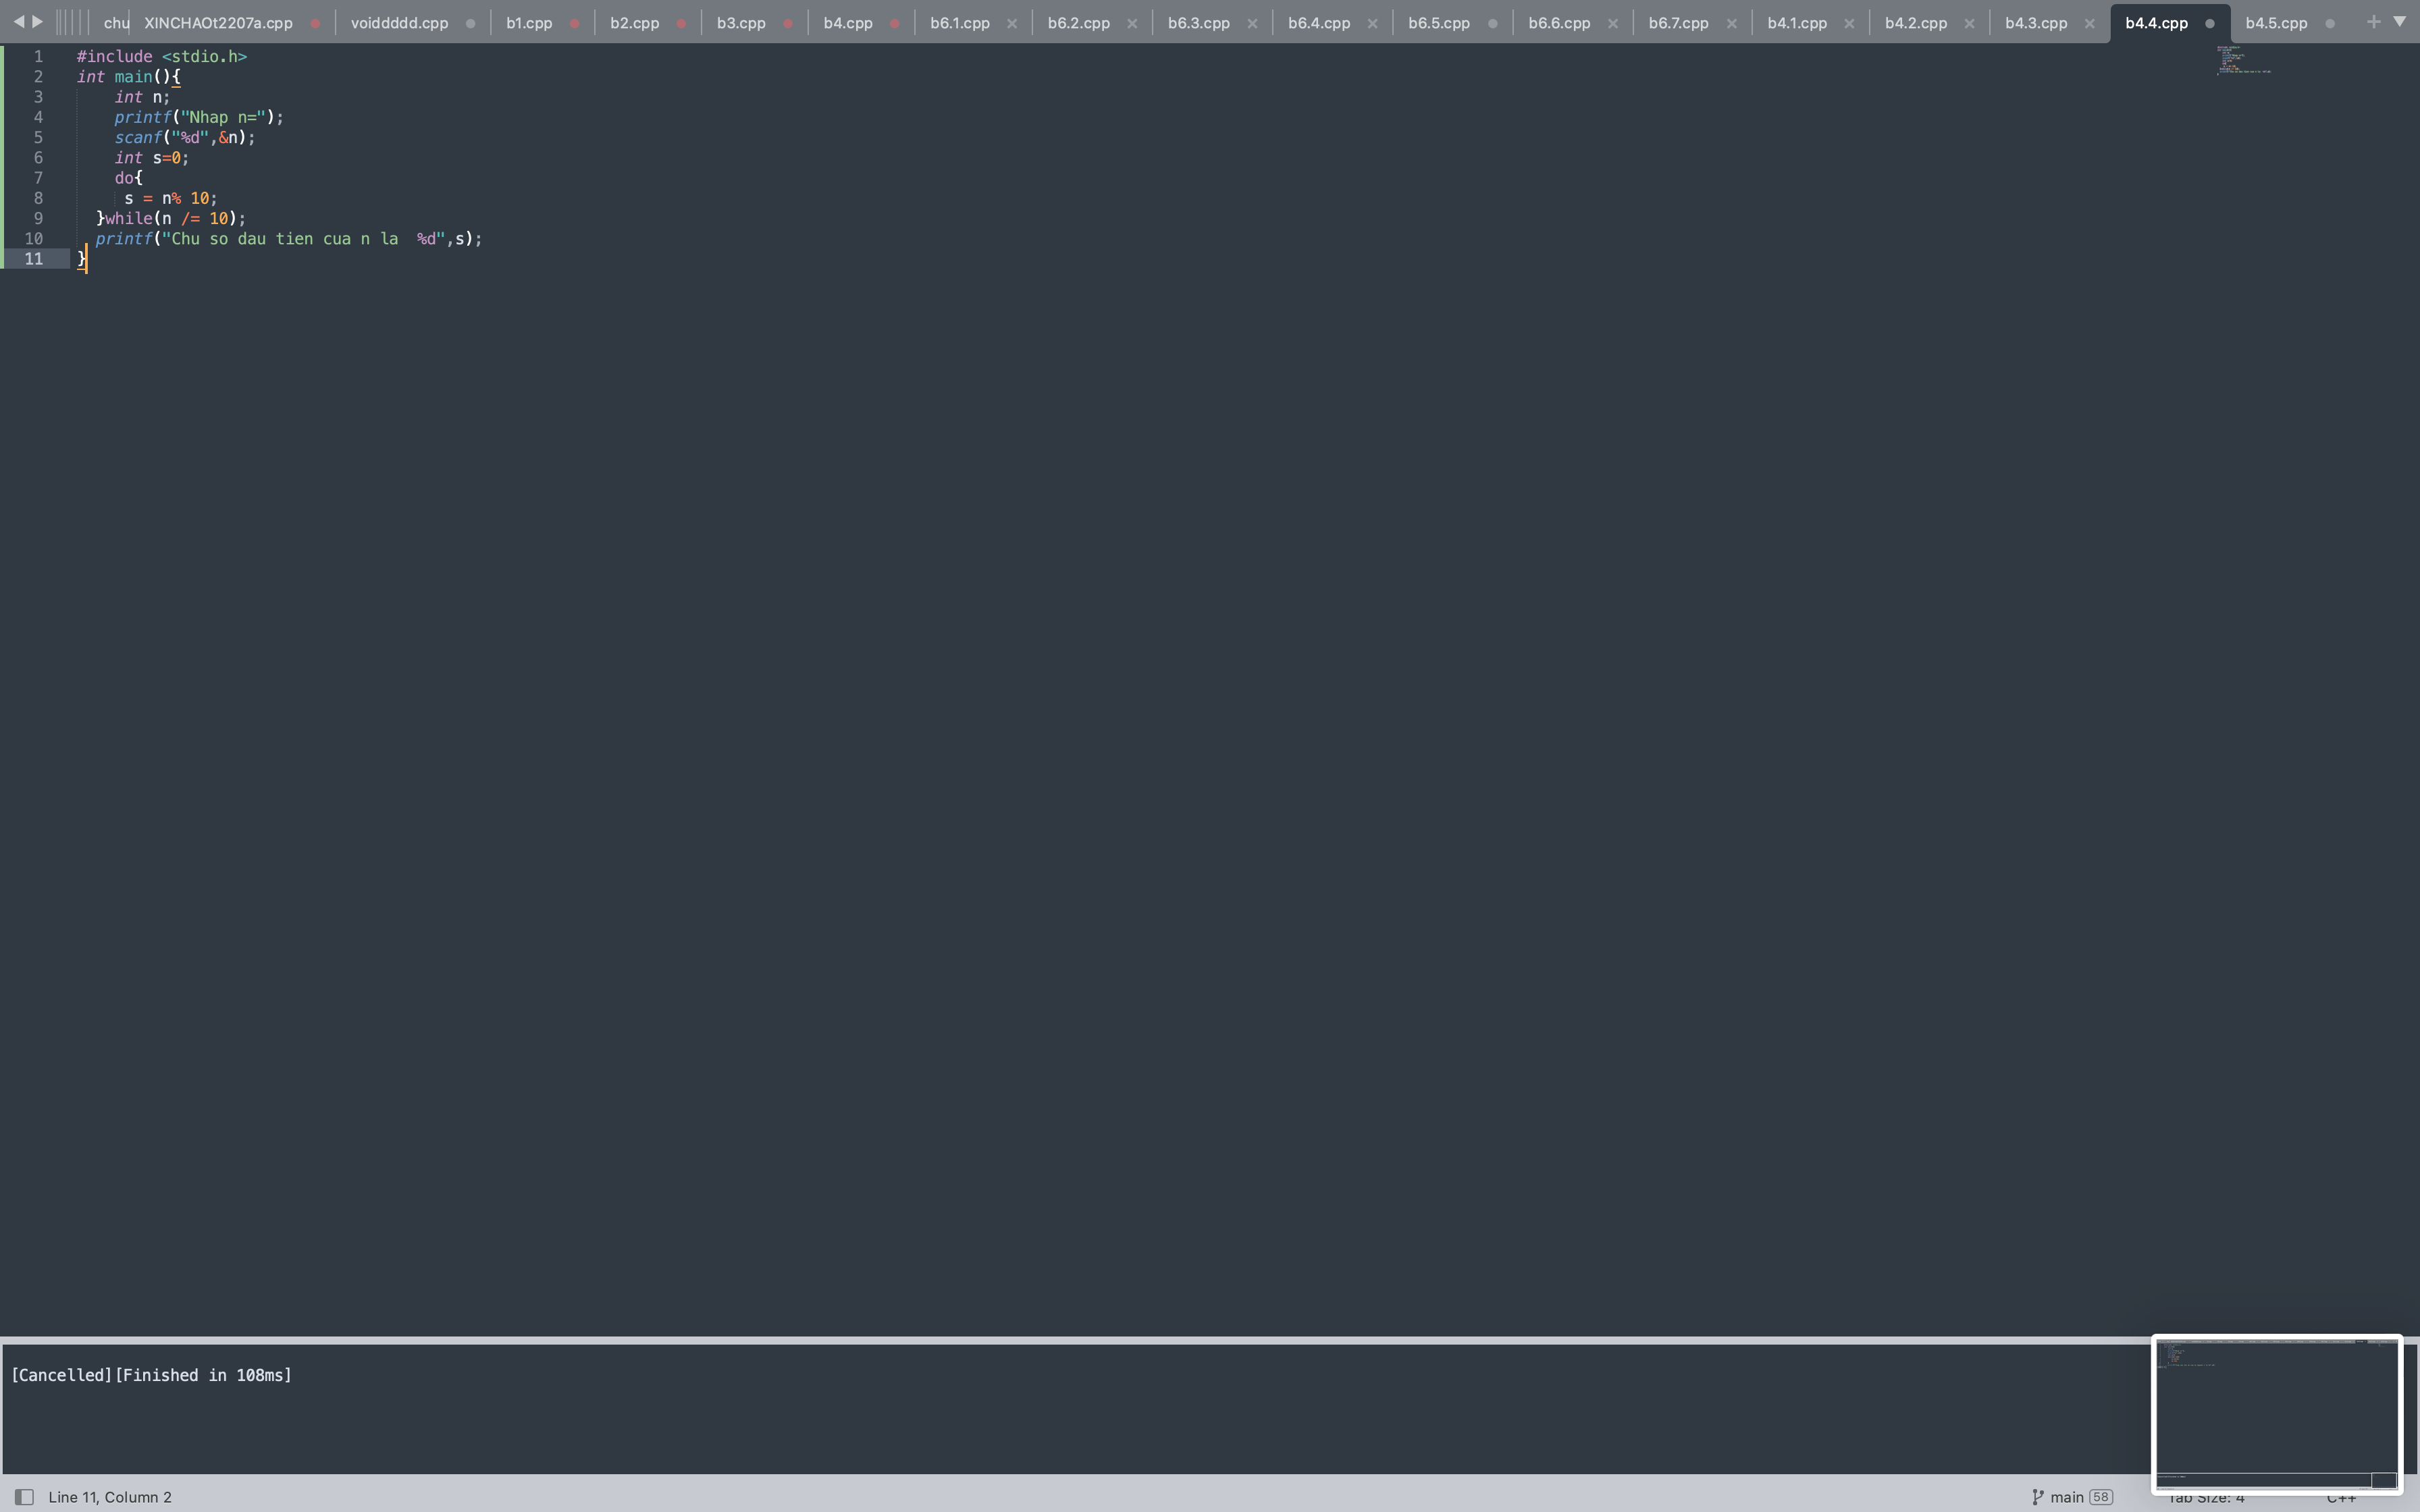 chu XINCHAOt2207a.cpp voiddddd.cpp b1.cpp b2.cpp b3.cpp b4.cpp b6.1.cpp b6.2.cpp b6.3.cpp b6.4.cpp b6.5.cpp b6.6.cpp b6.7.cpp b4.1.cpp b4.2.cpp b4.3.cpp b4.4.cpp b4.5.cpp
1 #include <stdio.h>
2 int main(){
3 int n;
4 printf("Nhap n=");
5 scanf("%d",&n);
6 int s=0;
7 do{
8 s = n% 10;
9 }while(n /= 10);
10 printf("Chu so dau tien cua n la  %d",s);
11 }
[Cancelled][Finished in 108ms]
Line 11, Column 2 main 58 Tab Size: 4 C++